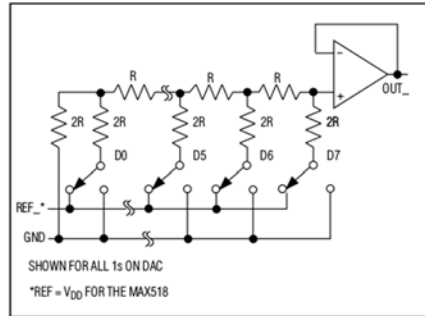 R R R
2R 2R 2R 2R 2R
D0 D5 D6 D7
- 
+
OUT_
REF_*
GND
SHOWN FOR ALL 1s ON DAC
*REF = VDD FOR THE MAX518